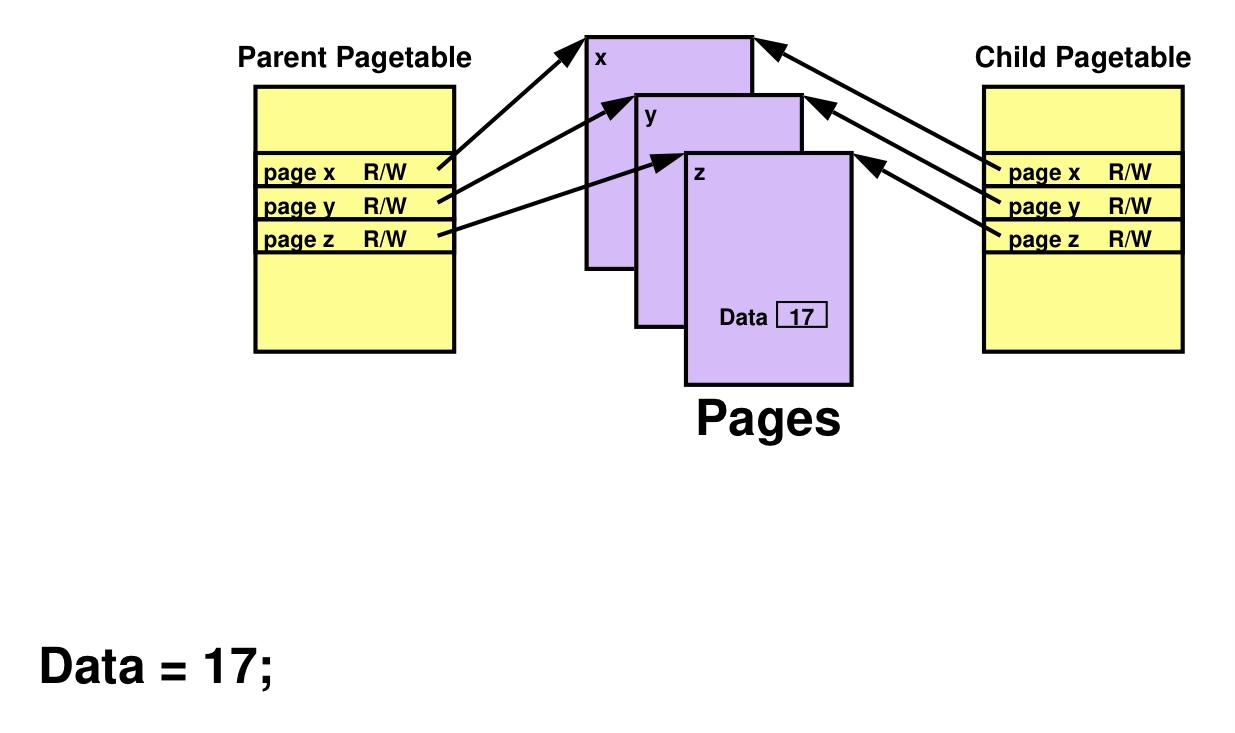 Parent Pagetable
page x R/W
page y R/W
page z R/W
x
y
z
Data 17
Pages
Child Pagetable
page x R/W
page y R/W
page z R/W
Data = 17;